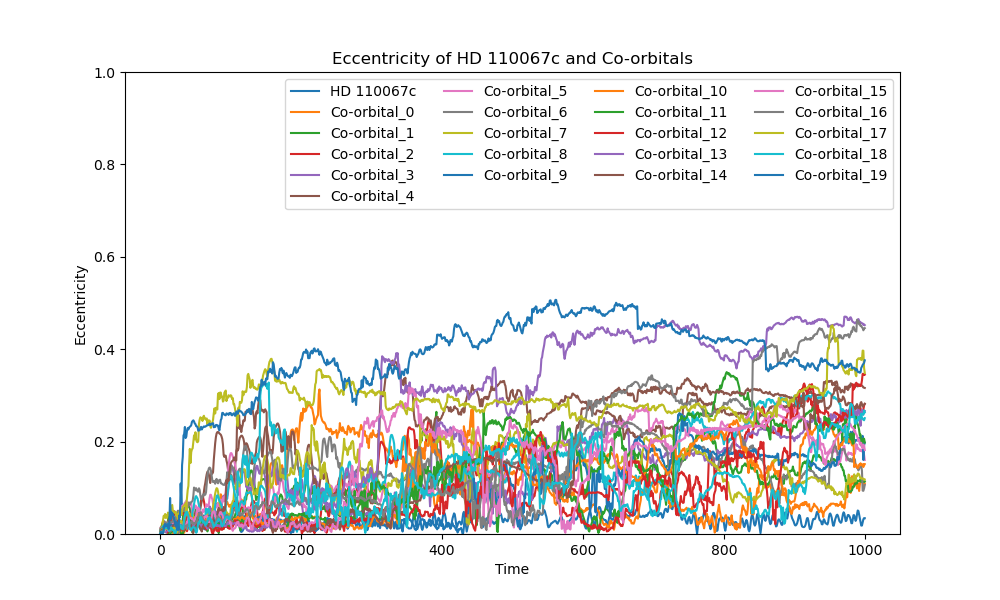 Eccentricity of HD 110067c and Co-orbitals
1.0
0.8
0.6
0.4
0.2
0.0
Eccentricity
HD 110067c
Co-orbital_0
Co-orbital_1
Co-orbital_2
Co-orbital_3
Co-orbital_4
Co-orbital_5
Co-orbital_6
Co-orbital_7
Co-orbital_8
Co-orbital_9
Co-orbital_10
Co-orbital_11
Co-orbital_12
Co-orbital_13
Co-orbital_14
Co-orbital_15
Co-orbital_16
Co-orbital_17
Co-orbital_18
Co-orbital_19
0 200 400 600 800 1000
Time